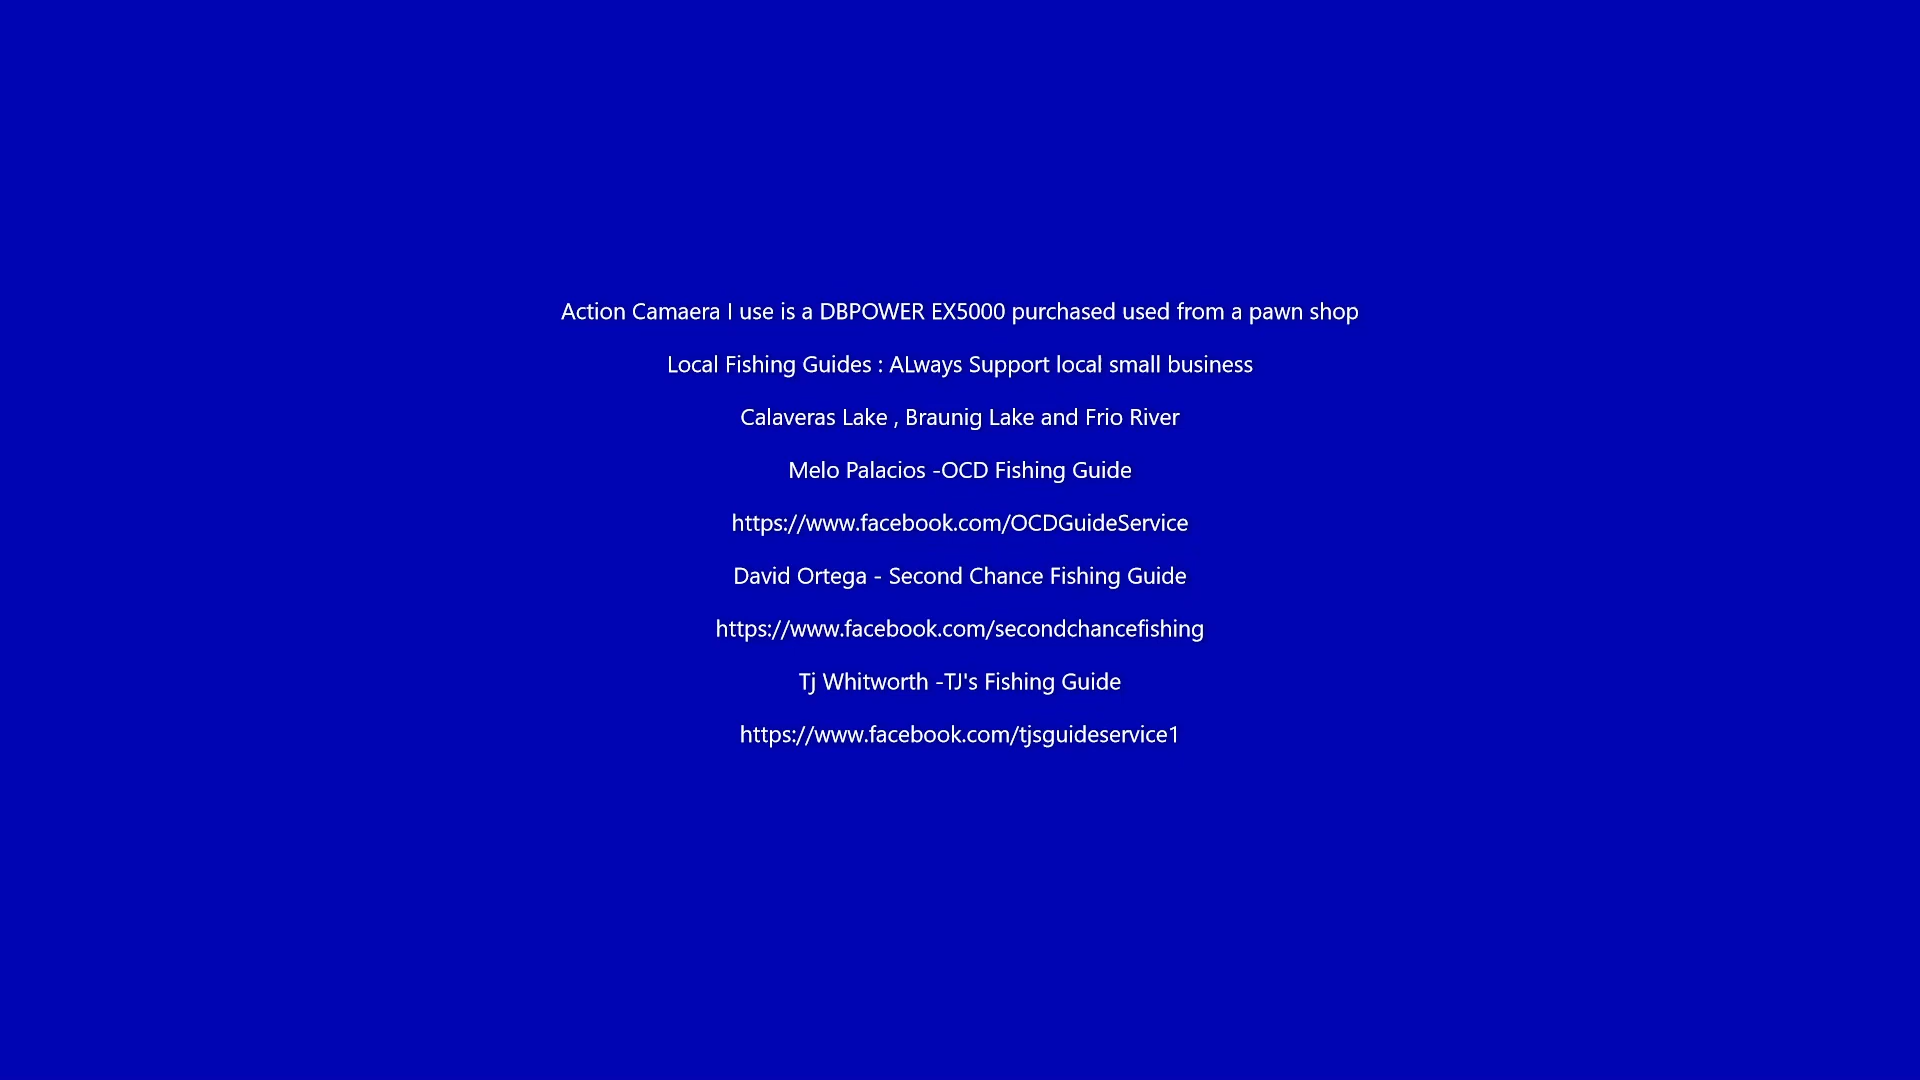 Action Camaera I use is a DBPOWER EX5000 purchased used from a pawn shop
Local Fishing Guides : ALways Support local small business
Calaveras Lake , Braunig Lake and Frio River
Melo Palacios -OCD Fishing Guide
https://www.facebook.com/OCDGuideService
David Ortega - Second Chance Fishing Guide
https://www.facebook.com/secondchancefishing
Tj Whitworth -TJ's Fishing Guide
https://www.facebook.com/tjsguideservice1